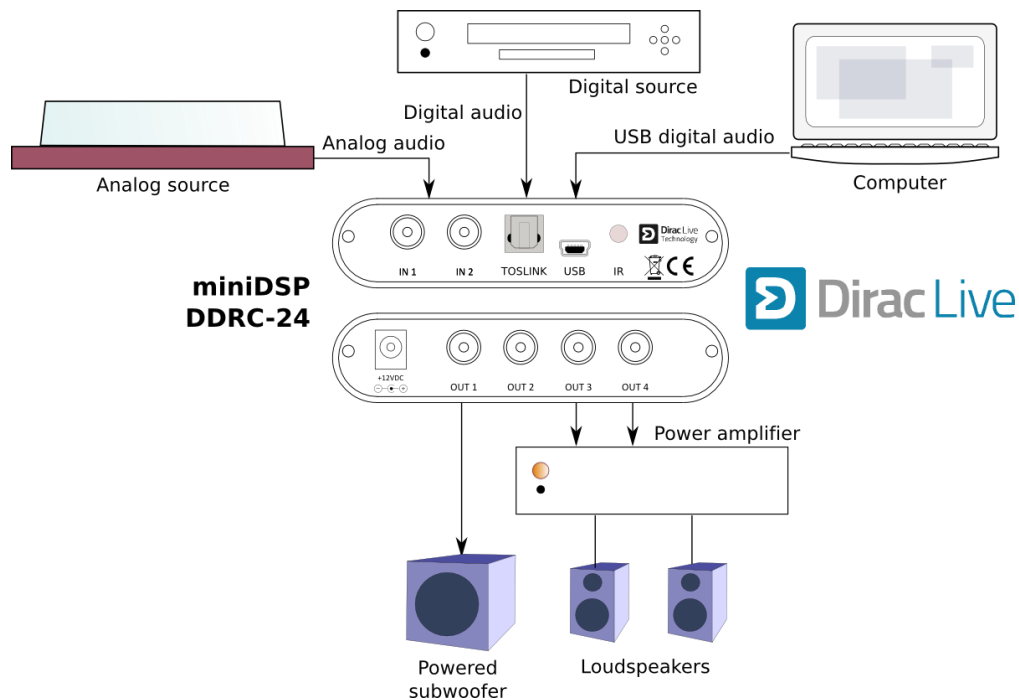 Digital source
Digital audio
USB digital audio
Analog audio
Analog source
Computer
IN 1
IN 2
TOSLINK
USB
IR
Dirac Live
Technology
CE
miniDSP
DDRC-24
Dirac Live
+12VDC
OUT 1
OUT 2
OUT 3
OUT 4
Power amplifier
Powered
subwoofer
Loudspeakers